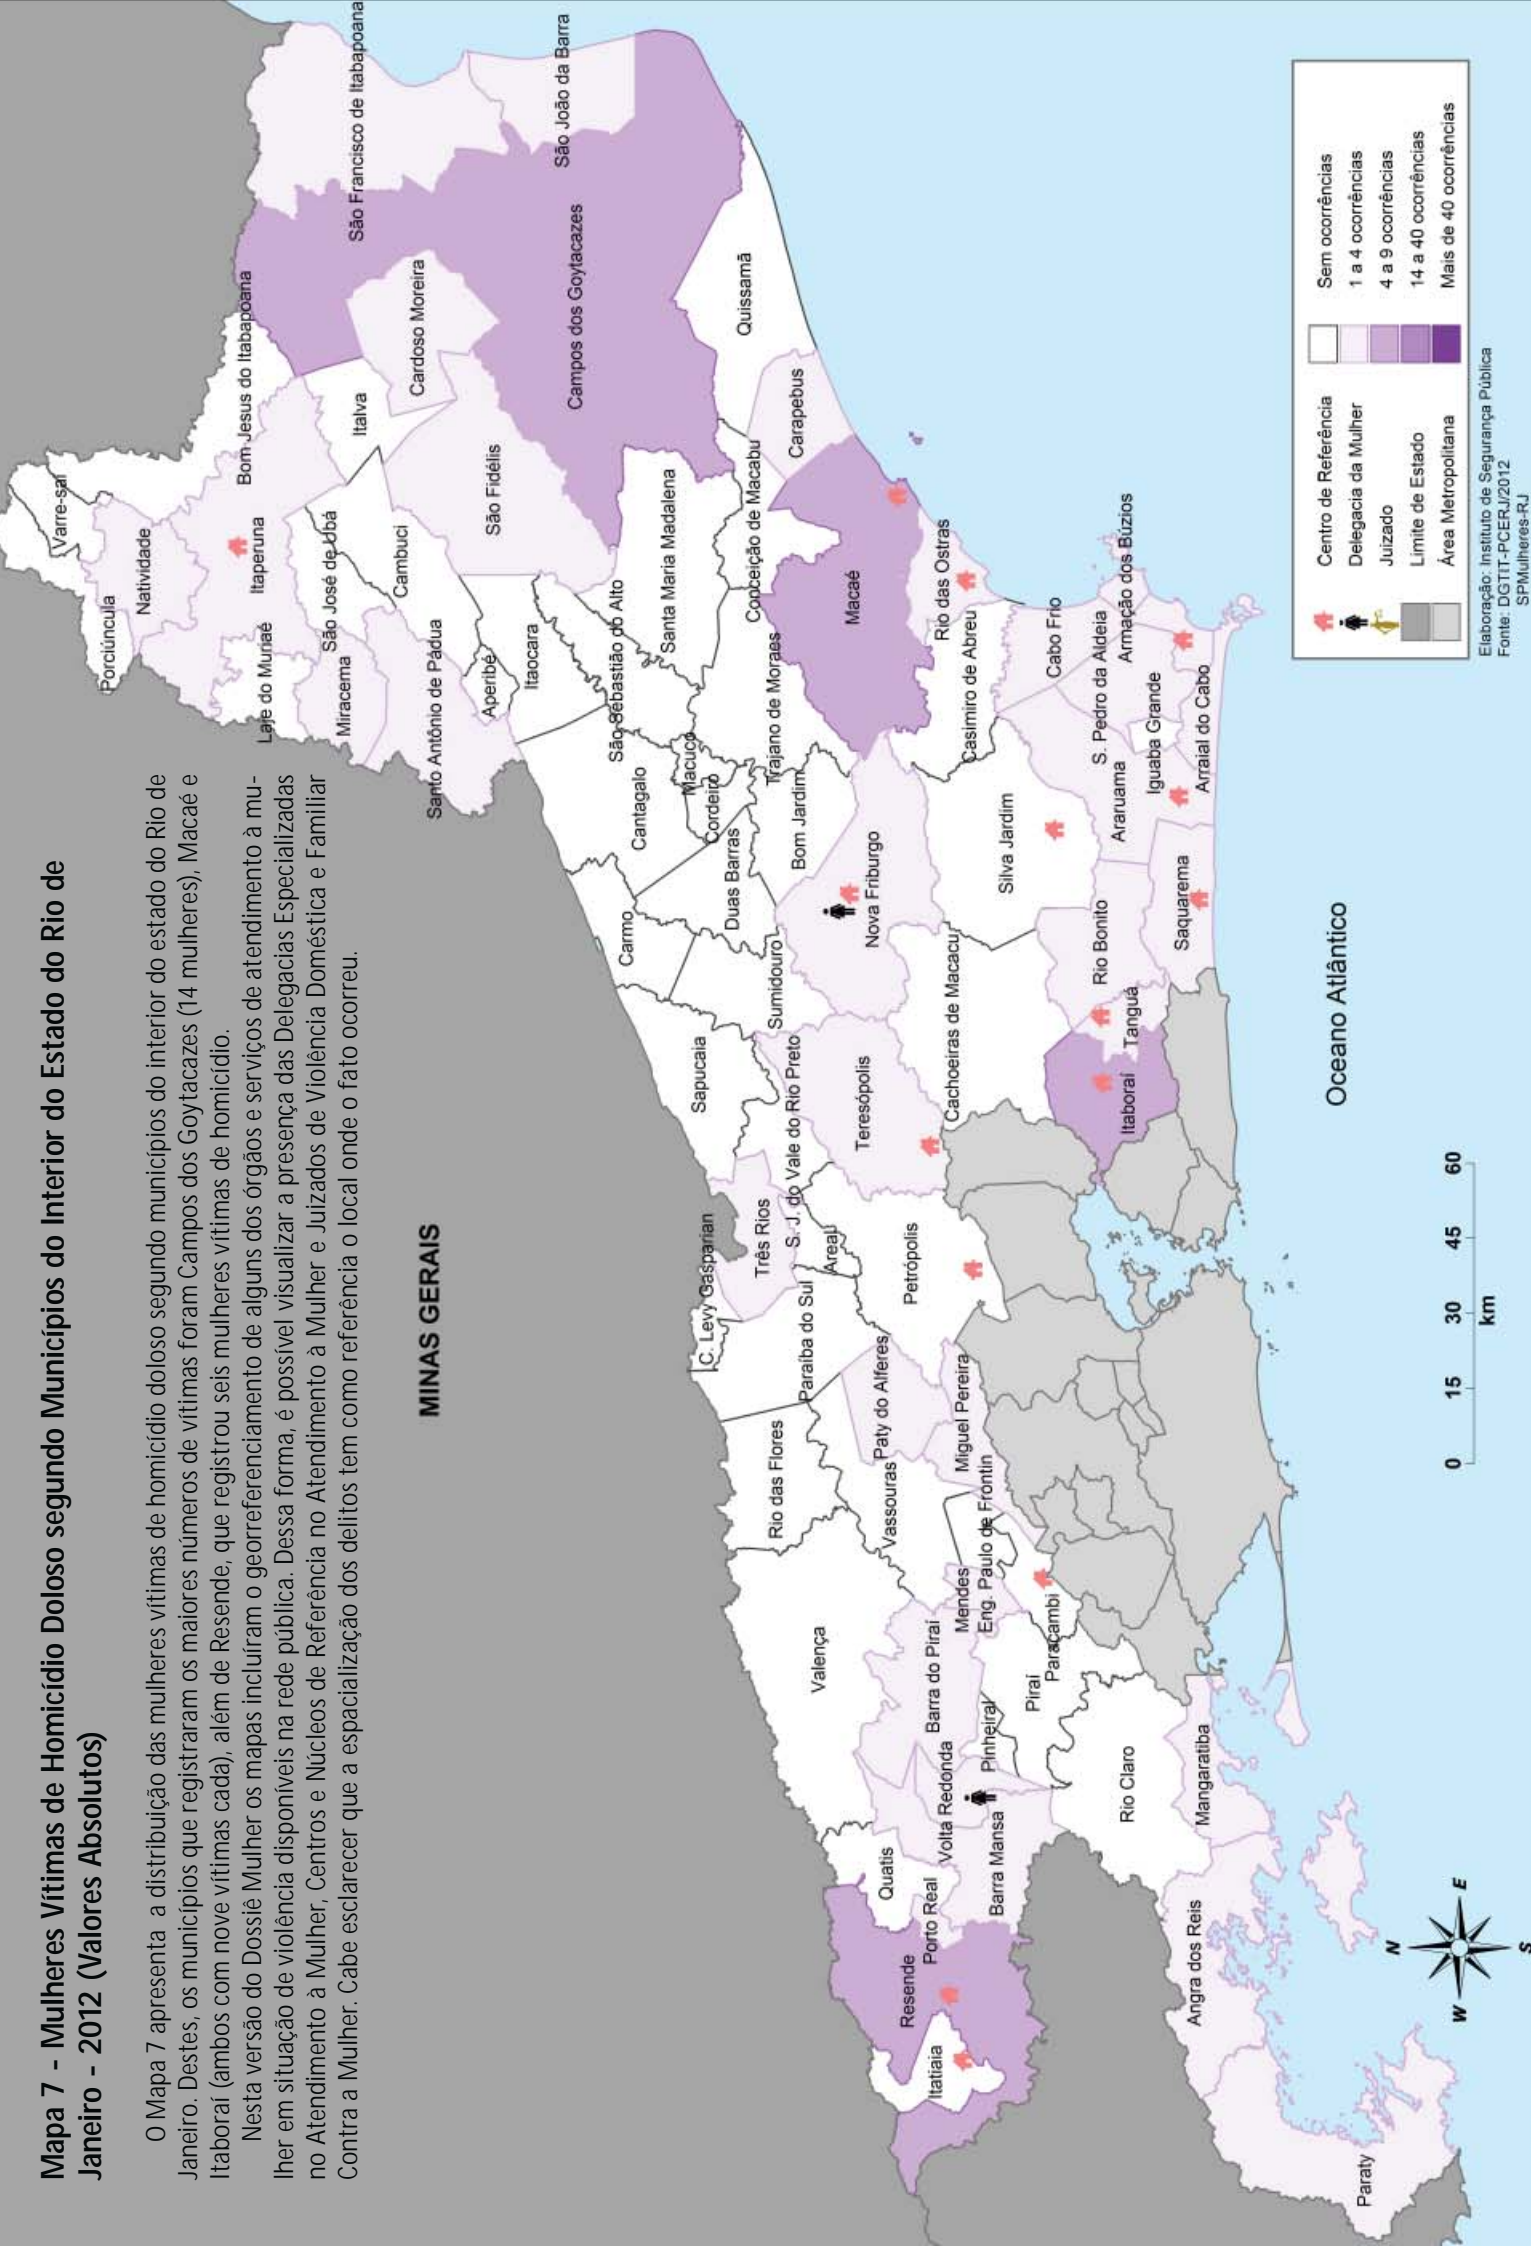 Mapa 7 - Mulheres Vítimas de Homicídio Doloso segundo Municípios do Interior do Estado do Rio de
Janeiro - 2012 (Valores Absolutos)
O Mapa 7 apresenta a distribuição das mulheres vítimas de homicídio doloso segundo municípios do interior do estado do Rio de
Janeiro. Destes, os municípios que registraram os maiores números de vítimas foram Campos dos Goytacazes (14 mulheres), Macaé e
Itaboraí (ambos com nove vítimas cada), além de Resende, que registrou seis mulheres vítimas de homicídio.
Nesta versão do Dossiê Mulher os mapas incluíram o georreferenciamento de alguns dos órgãos e serviços de atendimento à mu-
lher em situação de violência disponíveis na rede pública. Dessa forma, é possível visualizar a presença das Delegacias Especializadas
no Atendimento à Mulher, Centros e Núcleos de Referência no Atendimento à Mulher e Juizados de Violência Doméstica e Familiar
Contra a Mulher. Cabe esclarecer que a espacialização dos delitos tem como referência o local onde o fato ocorreu.
MINAS GERAIS
Varre-sai
Porciúncula
Natividade
Bom Jesus do Itabapoana
Itaperuna
Laje do Muriaé
São Francisco de Itabapoana
São José de Ubá
Italva
Miracema
Cardoso Moreira
Cambuci
Santo Antônio de Pádua
São Fidélis
Aperibé
Itaocara
São João da Barra
Campos dos Goytacazes
São Sebastião do Alto
Santa Maria Madalena
Cantagalo
Carmo
Macuco
Cordeiro
Duas Barras
Quissamã
Conceição de Macabu
Trajano de Moraes
Carapebus
Bom Jardim
Sumidouro
Sapucaia
C. Levy Gasparian
Três Rios
S. J. do Vale do Rio Preto
Areal
Paraíba do Sul
Rio das Flores
Valença
Macaé
Nova Friburgo
Teresópolis
Petrópolis
Paty do Alferes
Vassouras
Rio das Ostras
Casimiro de Abreu
Cachoeiras de Macacu
Miguel Pereira
Eng. Paulo de Frontin
Mendes
Barra do Piraí
Volta Redonda
Pinheiral
Barra Mansa
Quatis
Porto Real
Resende
Itatiaia
Silva Jardim
Cabo Frio
Armação dos Búzios
S. Pedro da Aldeia
Iguaba Grande
Araruama
Arraial do Cabo
Saquarema
Rio Bonito
Tanguá
Itaboraí
Paracambi
Piraí
Rio Claro
Mangaratiba
Angra dos Reis
Paraty
Oceano Atlântico
0 15 30 45 60
km
N
W E
S
Centro de Referência
Delegacia da Mulher
Juizado
Limite de Estado
Área Metropolitana
Sem ocorrências
1 a 4 ocorrências
4 a 9 ocorrências
14 a 40 ocorrências
Mais de 40 ocorrências
Elaboração: Instituto de Segurança Pública
Fonte: DGTIT-PCERJ/2012
SPMulheres-RJ